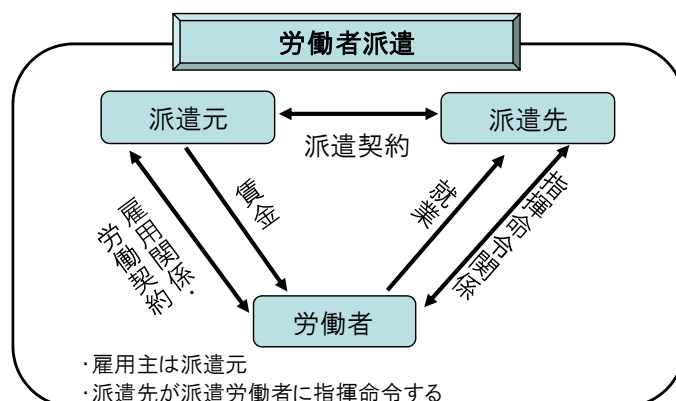 労働者派遣
派遣元
派遣先
派遣契約
賃金
就業
雇用関係・
労働契約
指揮命令関係
労働者
・雇用主は派遣元
・派遣先が派遣労働者に指揮命令する